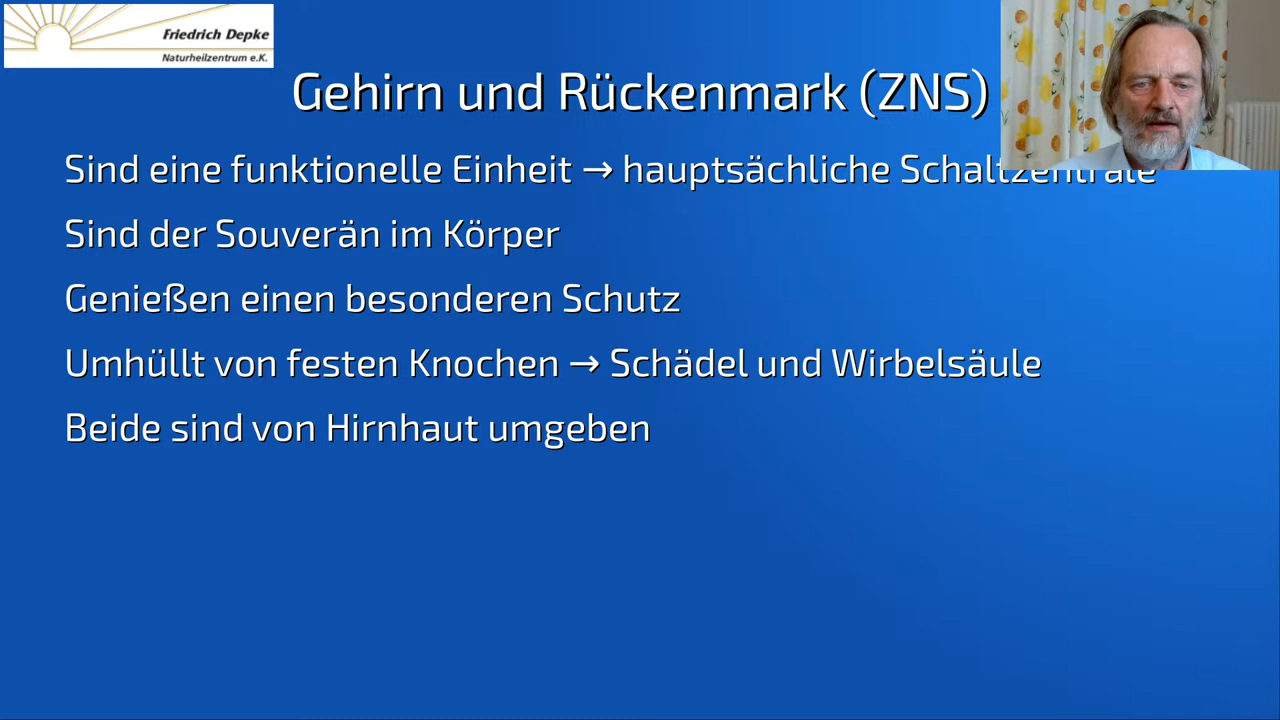 Friedrich Depke
Naturheilzentrum e.K.
Gehirn und Rückenmark (ZNS)
Sind eine funktionelle Einheit → hauptsächliche Schaltzentrale
Sind der Souverän im Körper
Genießen einen besonderen Schutz
Umhüllt von festen Knochen → Schädel und Wirbelsäule
Beide sind von Hirnhaut umgeben